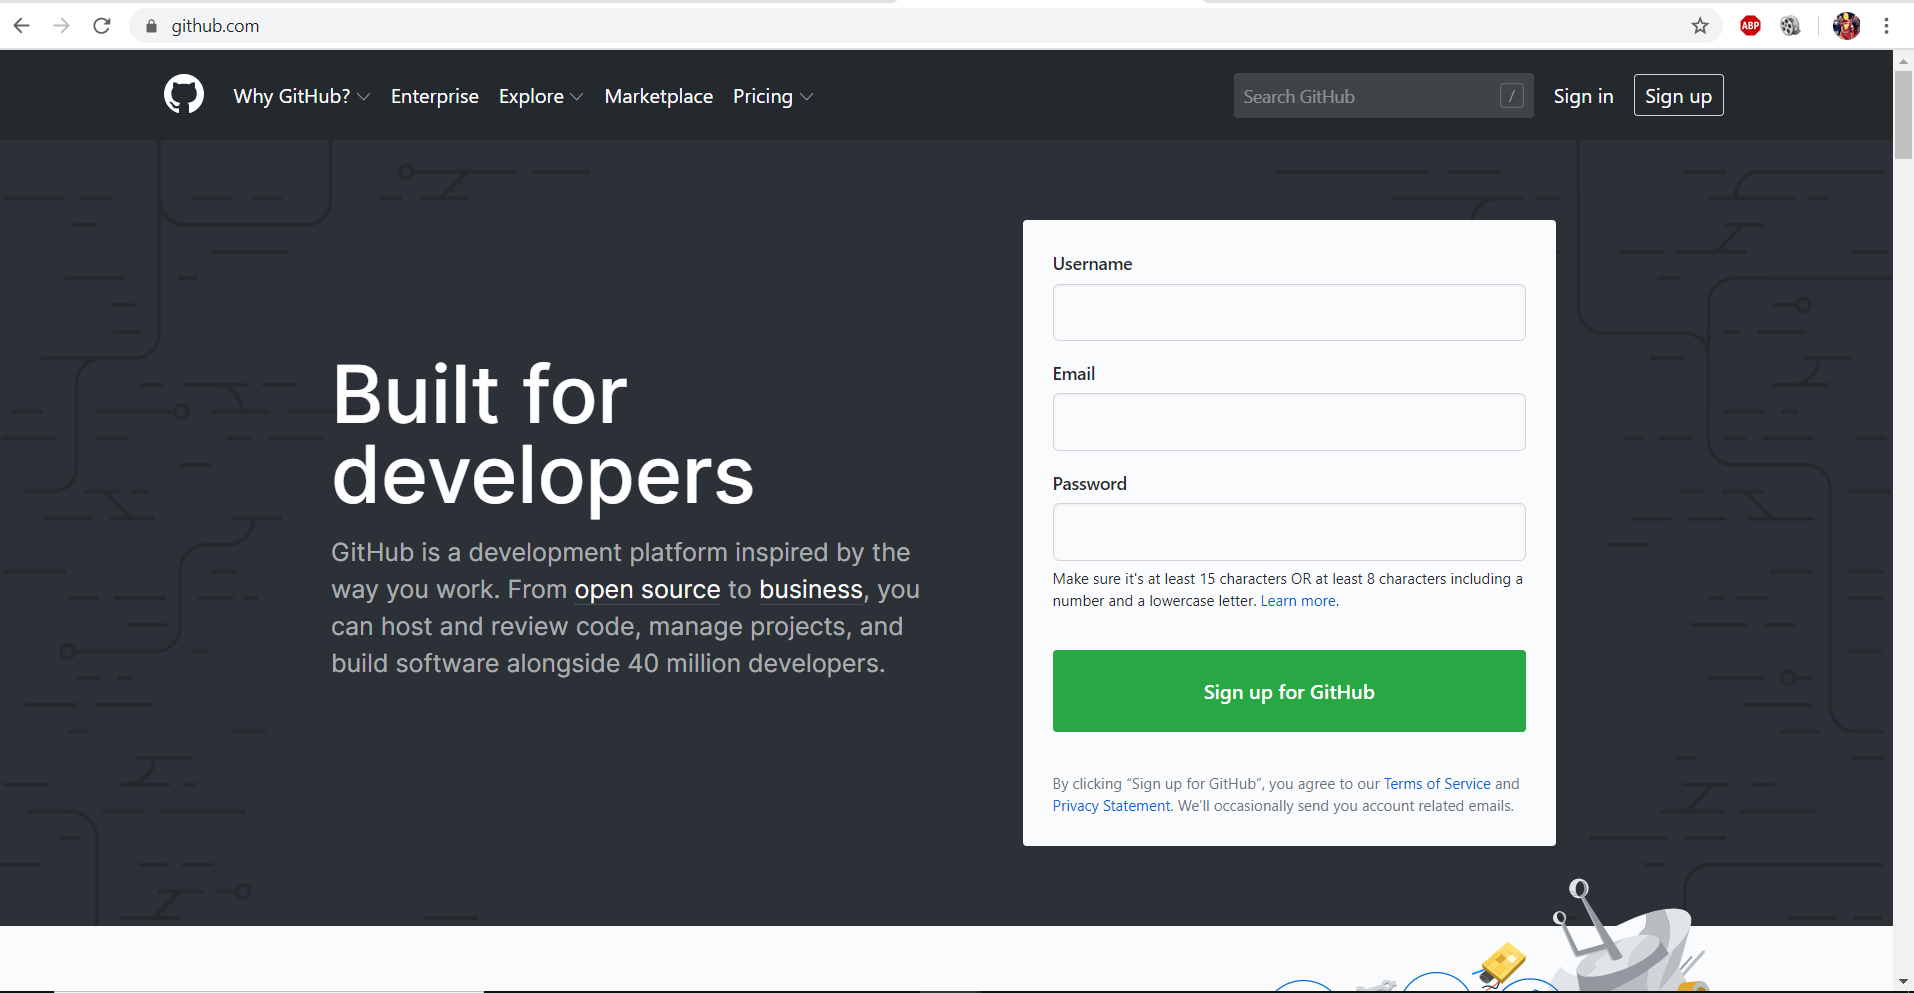 github.com
ABP
Why GitHub? Enterprise Explore Marketplace Pricing
Search GitHub /
Sign in
Sign up
Built for
developers
GitHub is a development platform inspired by the
way you work. From open source to business, you
can host and review code, manage projects, and
build software alongside 40 million developers.
Username
Email
Password
Make sure it's at least 15 characters OR at least 8 characters including a
number and a lowercase letter. Learn more.
Sign up for GitHub
By clicking “Sign up for GitHub”, you agree to our Terms of Service and
Privacy Statement. We’ll occasionally send you account related emails.